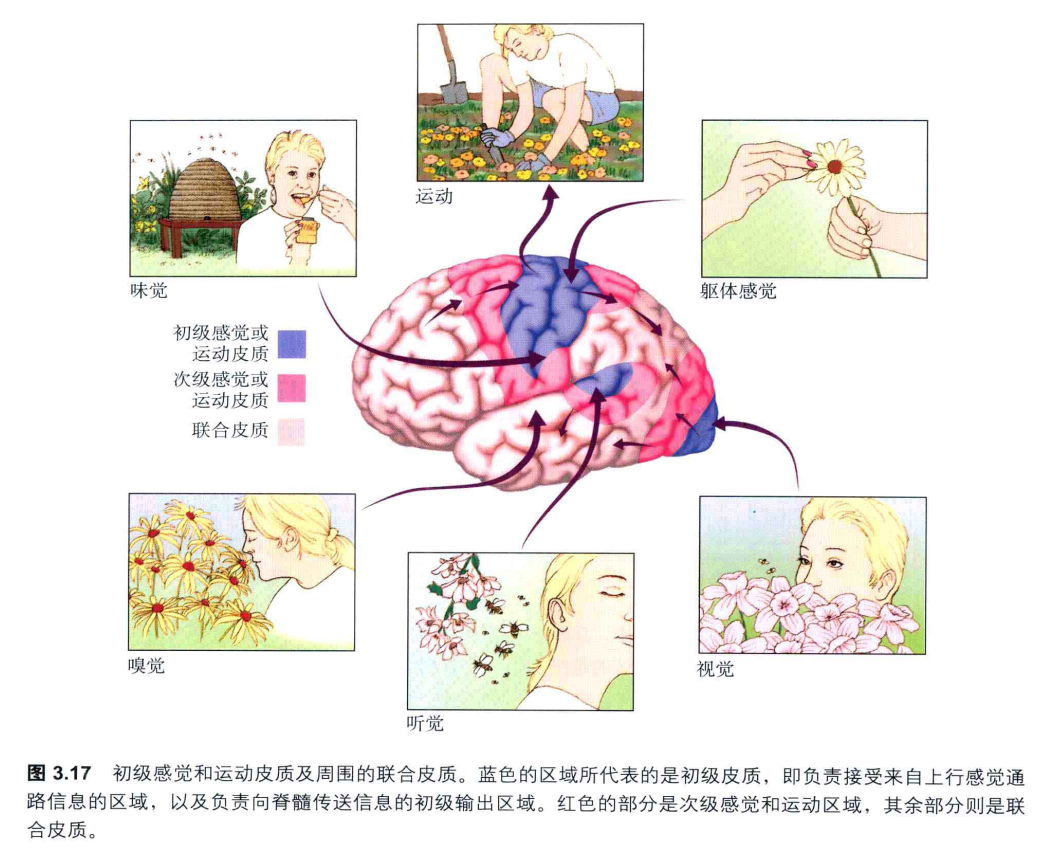 运动
味觉
躯体感觉
初级感觉或
运动皮质
次级感觉或
运动皮质
联合皮质
嗅觉
听觉
视觉
图 3.17 初级感觉和运动皮质及周围的联合皮质。蓝色的区域所代表的是初级皮质，即负责接受来自上行感觉通
路信息的区域，以及负责向脊髓传送信息的初级输出区域。红色的部分是次级感觉和运动区域，其余部分则是联
合皮质。